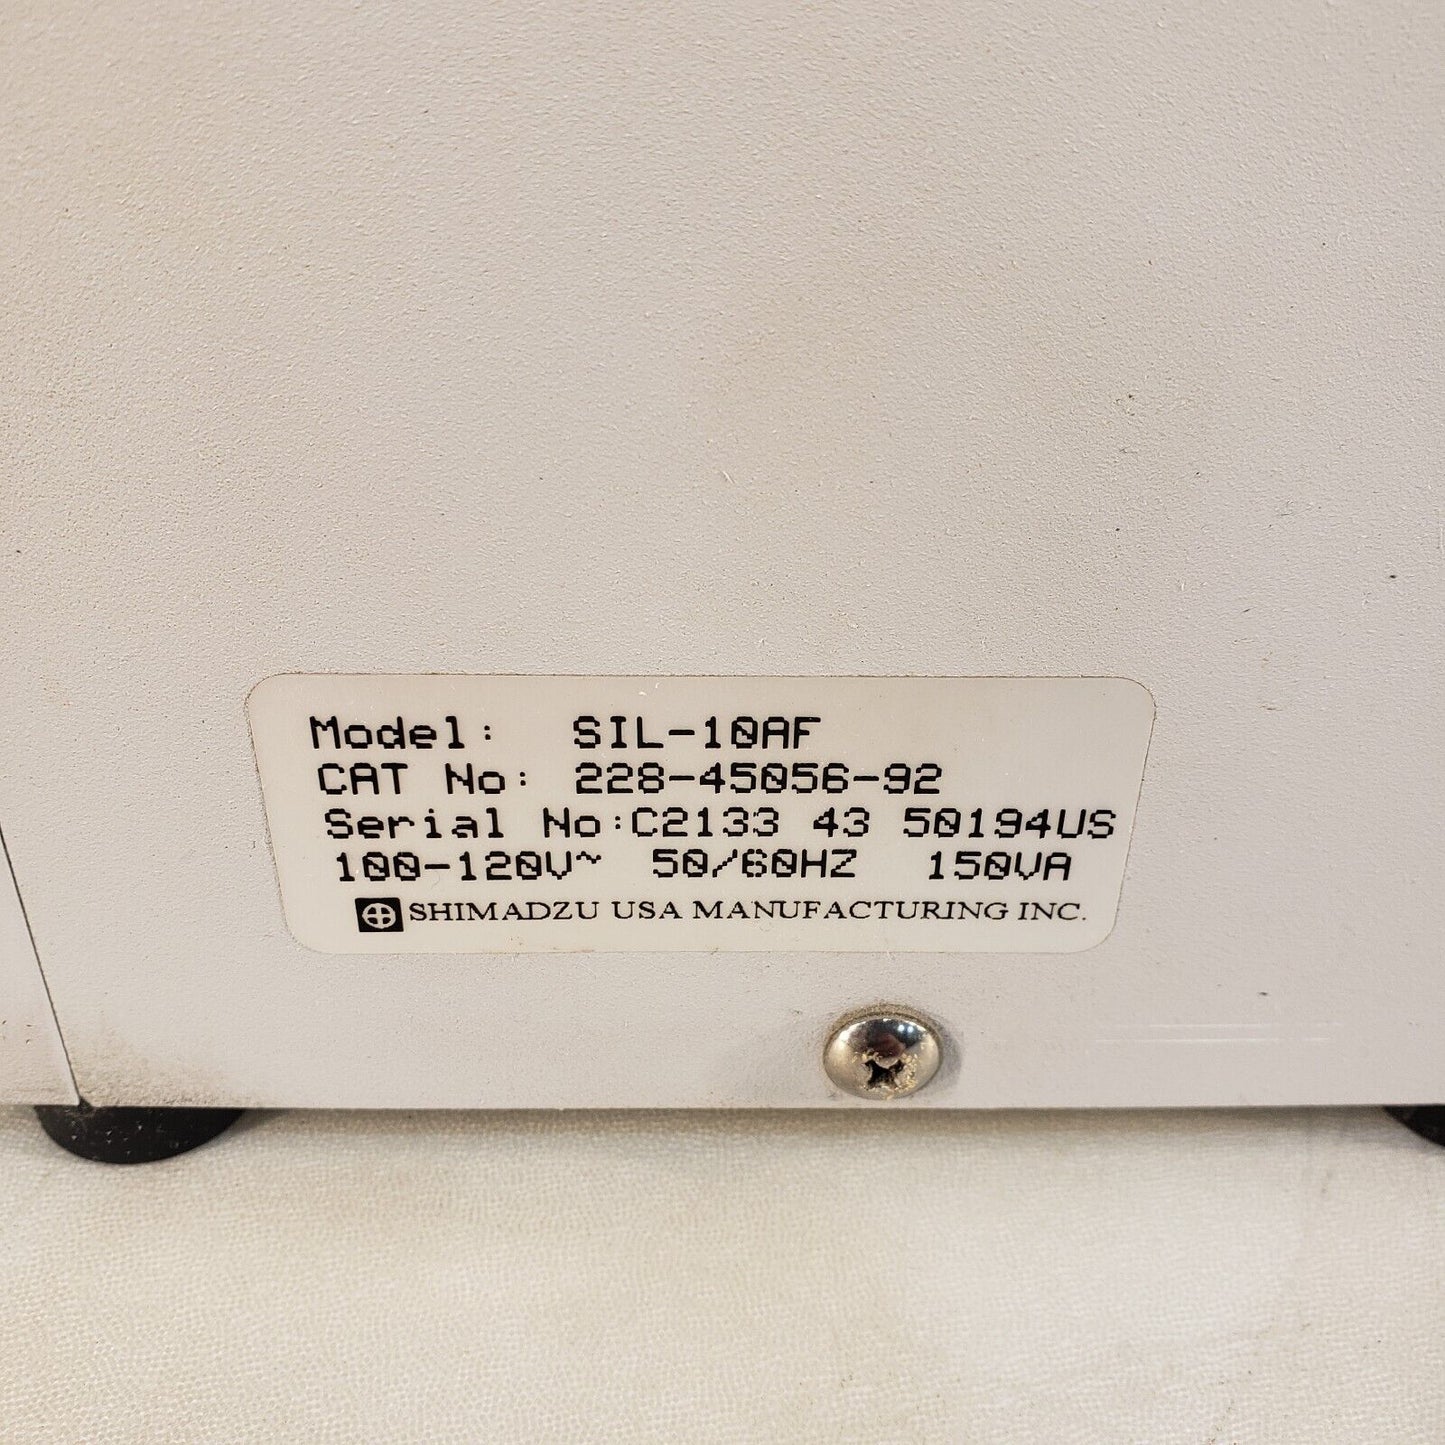 Model: SIL-10AF
CAT No: 228-45056-92
Serial No:C2133 43 50194US
100-120V~ 50/60HZ 150VA
SHIMADZU USA MANUFACTURING INC.